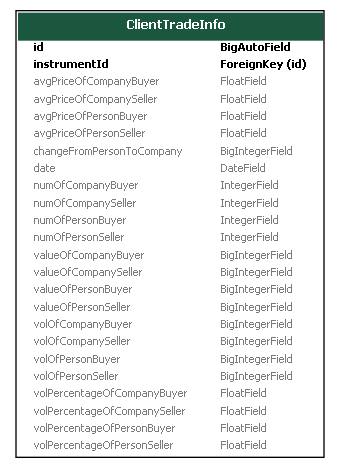 ClientTradeInfo
id BigAutoField
instrumentId ForeignKey (id)
avgPriceOfCompanyBuyer FloatField
avgPriceOfCompanySeller FloatField
avgPriceOfPersonBuyer FloatField
avgPriceOfPersonSeller FloatField
changeFromPersonToCompany BigIntegerField
date DateField
numOfCompanyBuyer IntegerField
numOfCompanySeller IntegerField
numOfPersonBuyer IntegerField
numOfPersonSeller IntegerField
valueOfCompanyBuyer BigIntegerField
valueOfCompanySeller BigIntegerField
valueOfPersonBuyer BigIntegerField
valueOfPersonSeller BigIntegerField
volOfCompanyBuyer BigIntegerField
volOfCompanySeller BigIntegerField
volOfPersonBuyer BigIntegerField
volOfPersonSeller BigIntegerField
volPercentageOfCompanyBuyer FloatField
volPercentageOfCompanySeller FloatField
volPercentageOfPersonBuyer FloatField
volPercentageOfPersonSeller FloatField